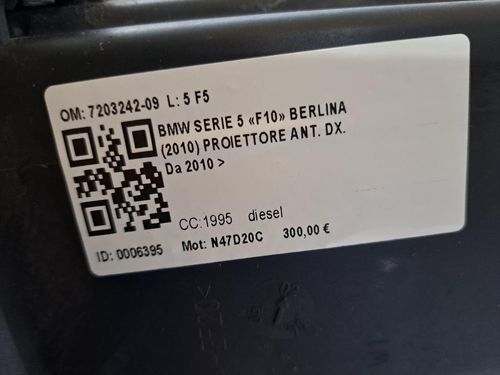 OM: 7203242-09 L: 5 F5
BMW SERIE 5 «F10» BERLINA
(2010) PROIETTORE ANT. DX.
Da 2010 >
CC:1995 diesel
ID: 0006395 Mot: N47D20C 300,00 €